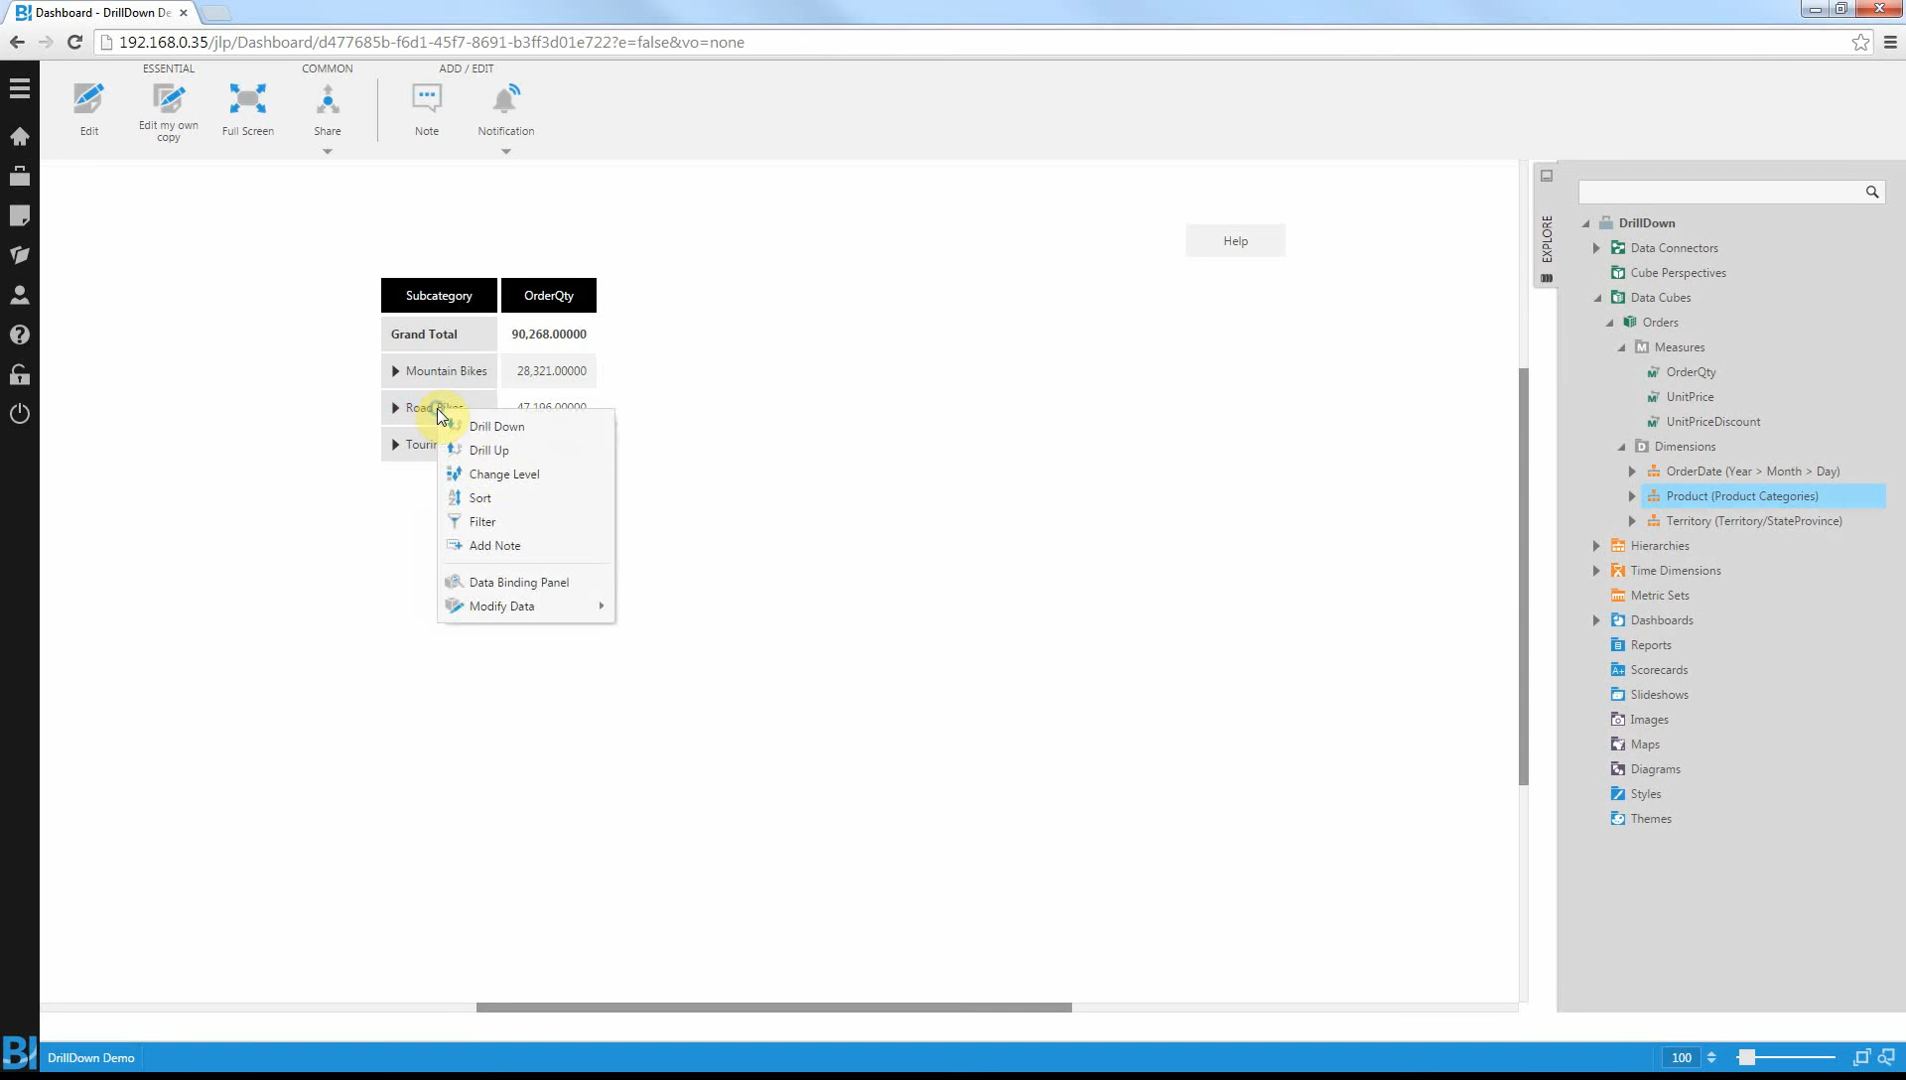 Dashboard - DrillDown De
192.168.0.35/jlp/Dashboard/d477685b-f6d1-45f7-8691-b3ff3d01e722?e=false&vo=none
ESSENTIAL
COMMON
ADD / EDIT
Edit
Edit my own
copy
Full Screen
Share
Note
Notification
Help
Subcategory OrderQty
Grand Total 90,268.00000
Mountain Bikes 28,321.00000
Road Bikes 47,196.00000
Drill Down
Drill Up
Change Level
Sort
Filter
Add Note
Data Binding Panel
Modify Data
EXPLORE
DrillDown
Data Connectors
Cube Perspectives
Data Cubes
Orders
Measures
OrderQty
UnitPrice
UnitPriceDiscount
Dimensions
OrderDate (Year > Month > Day)
Product (Product Categories)
Territory (Territory/StateProvince)
Hierarchies
Time Dimensions
Metric Sets
Dashboards
Reports
Scorecards
Slideshows
Images
Maps
Diagrams
Styles
Themes
DrillDown Demo
100